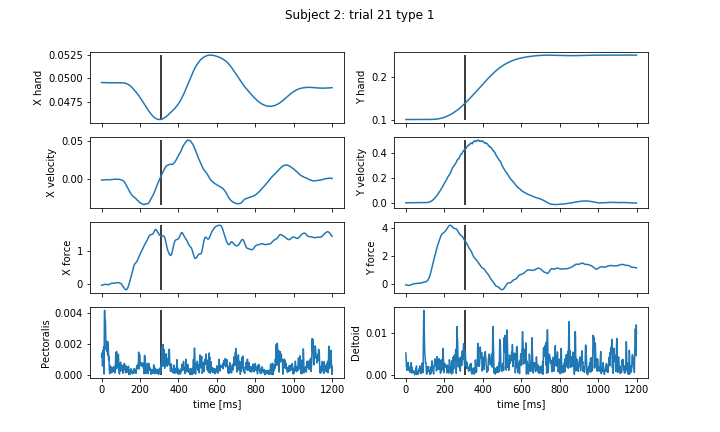 Subject 2: trial 21 type 1
X hand
0.0525
0.0500
0.0475
Y hand
0.2
0.1
X velocity
0.05
0.00
Y velocity
0.4
0.2
0.0
X force
1
0
Y force
4
2
0
Pectoralis
0.004
0.002
0.000
0 200 400 600 800 1000 1200
time [ms]
Deltoid
0.01
0.00
0 200 400 600 800 1000 1200
time [ms]